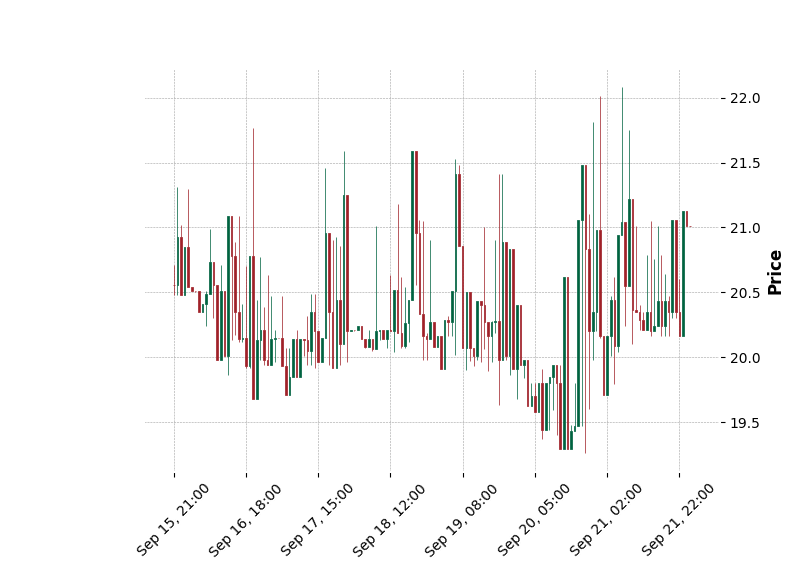 22.0
21.5
21.0
20.5
20.0
19.5
Price
Sep 15, 21:00
Sep 16, 18:00
Sep 17, 15:00
Sep 18, 12:00
Sep 19, 08:00
Sep 20, 05:00
Sep 21, 02:00
Sep 21, 22:00